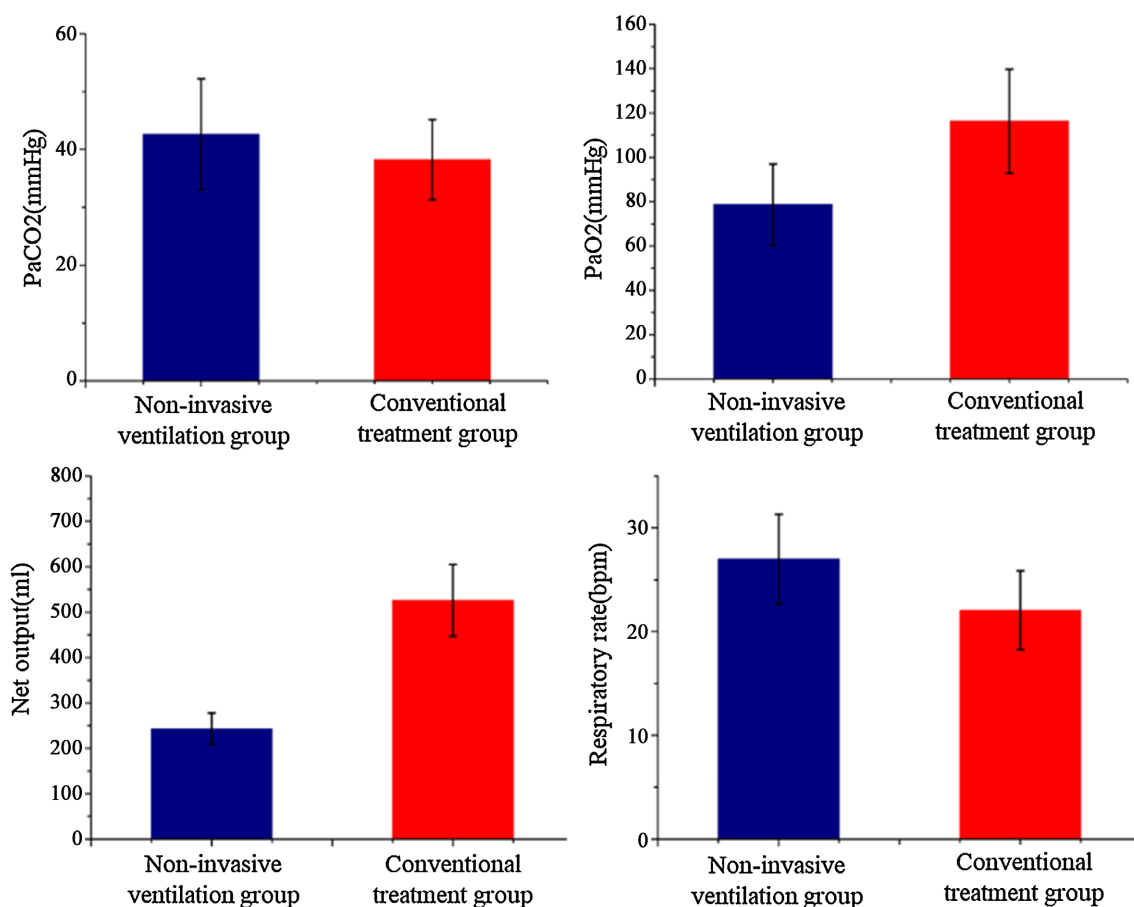 PaCO2(mmHg)
60
40
20
0
Non-invasive
ventilation group
Conventional
treatment group
PaO2(mmHg)
160
140
120
100
80
60
40
20
0
Non-invasive
ventilation group
Conventional
treatment group
Net output(ml)
800
700
600
500
400
300
200
100
0
Non-invasive
ventilation group
Conventional
treatment group
Respiratory rate(bpm)
30
20
10
0
Non-invasive
ventilation group
Conventional
treatment group